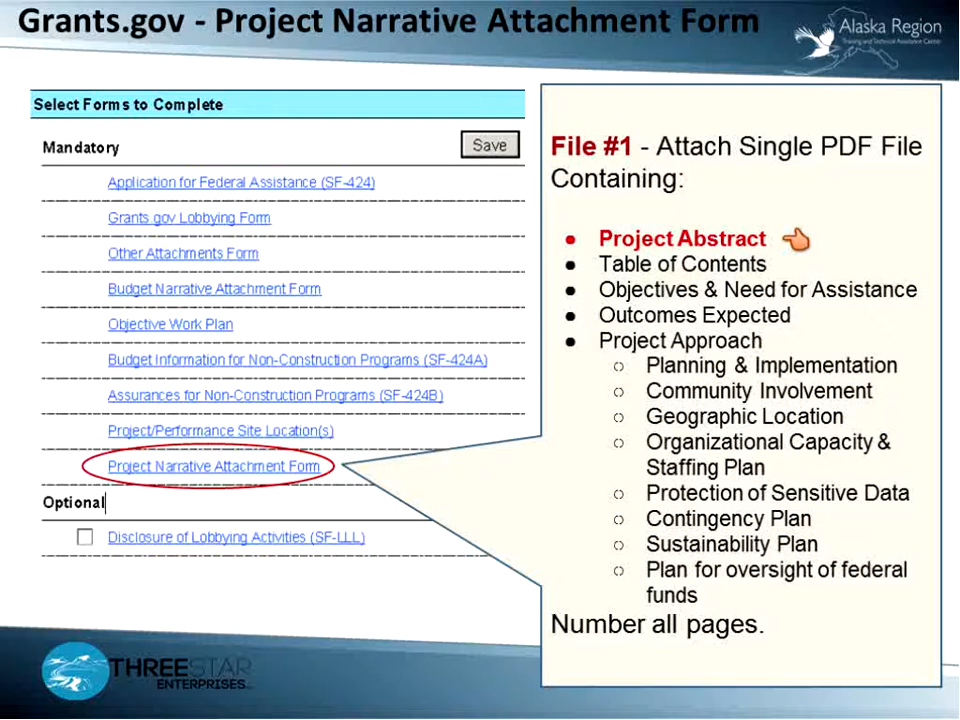 Grants.gov - Project Narrative Attachment Form
Alaska Region
Training and Technical Assistance Center
Select Forms to Complete
Mandatory
Save
Application for Federal Assistance (SF-424)
Grants.gov Lobbying Form
Other Attachments Form
Budget Narrative Attachment Form
Objective Work Plan
Budget Information for Non-Construction Programs (SF-424A)
Assurances for Non-Construction Programs (SF-424B)
Project/Performance Site Location(s)
Project Narrative Attachment Form
Optional
Disclosure of Lobbying Activities (SF-LLL)
File #1 - Attach Single PDF File
Containing:
● Project Abstract
● Table of Contents
● Objectives & Need for Assistance
● Outcomes Expected
● Project Approach
○ Planning & Implementation
○ Community Involvement
○ Geographic Location
○ Organizational Capacity &
Staffing Plan
○ Protection of Sensitive Data
○ Contingency Plan
○ Sustainability Plan
○ Plan for oversight of federal
funds
Number all pages.
THREESTAR
ENTERPRISES